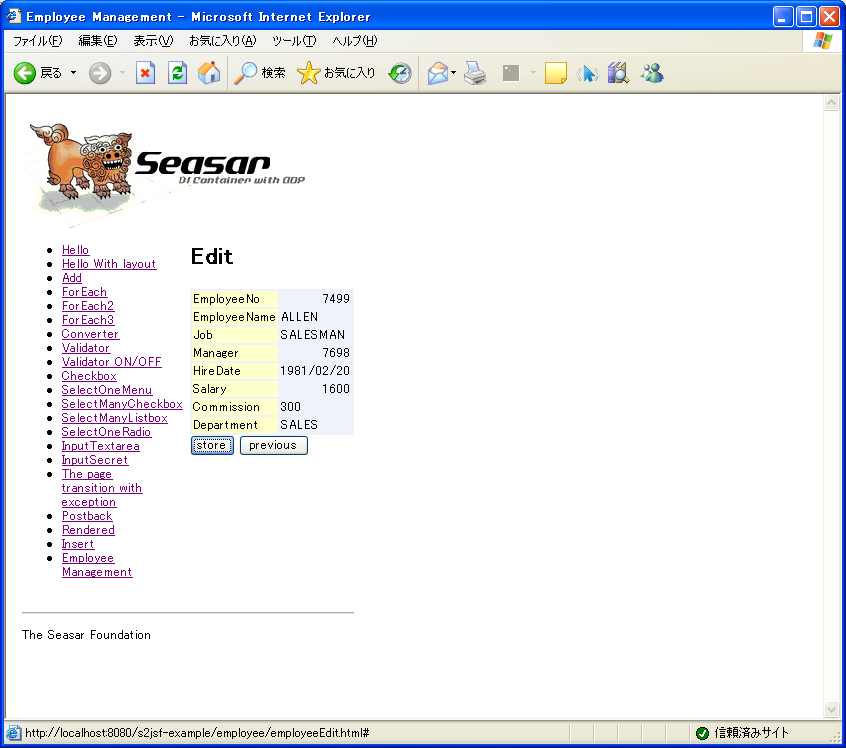 Employee Management - Microsoft Internet Explorer
ファイル(F) 編集(E) 表示(V) お気に入り(A) ツール(T) ヘルプ(H)
戻る 検索 お気に入り
Seasar
DI Container with AOP
Hello
Hello With layout
Add
ForEach
ForEach2
ForEach3
Converter
Validator
Validator ON/OFF
Checkbox
SelectOneMenu
SelectManyCheckbox
SelectManyListbox
SelectOneRadio
InputTextarea
InputSecret
The page
transition with
exception
Postback
Rendered
Insert
Employee
Management
Edit
EmployeeNo 7499
EmployeeName ALLEN
Job SALESMAN
Manager 7698
HireDate 1981/02/20
Salary 1600
Commission 300
Department SALES
store previous
The Seasar Foundation
http://localhost:8080/s2jsf-example/employee/employeeEdit.html# 信頼済みサイト